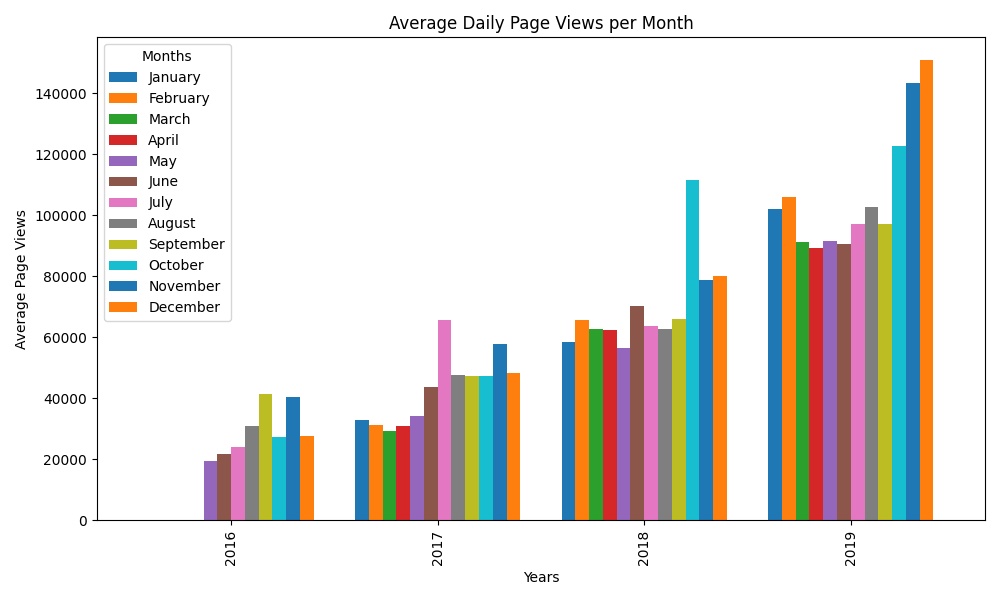 Average Daily Page Views per Month
Months
January
February
March
April
May
June
July
August
September
October
November
December
140000
120000
100000
80000
60000
40000
20000
0
Average Page Views
2016
2017
2018
2019
Years